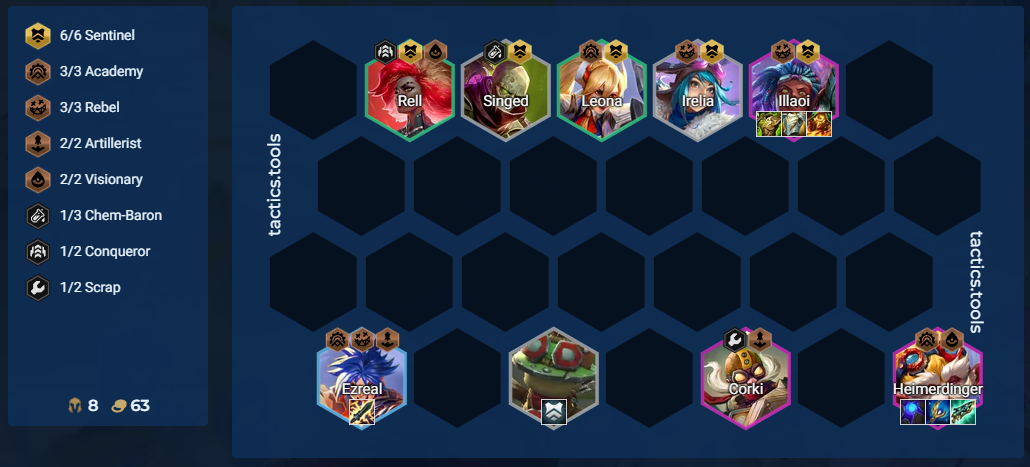 6/6 Sentinel
3/3 Academy
3/3 Rebel
2/2 Artillerist
2/2 Visionary
1/3 Chem-Baron
1/2 Conqueror
1/2 Scrap
8 63
tactics.tools
Rell
Singed
Leona
Irelia
Illaoi
tactics.tools
Ezreal
Corki
Heimerdinger